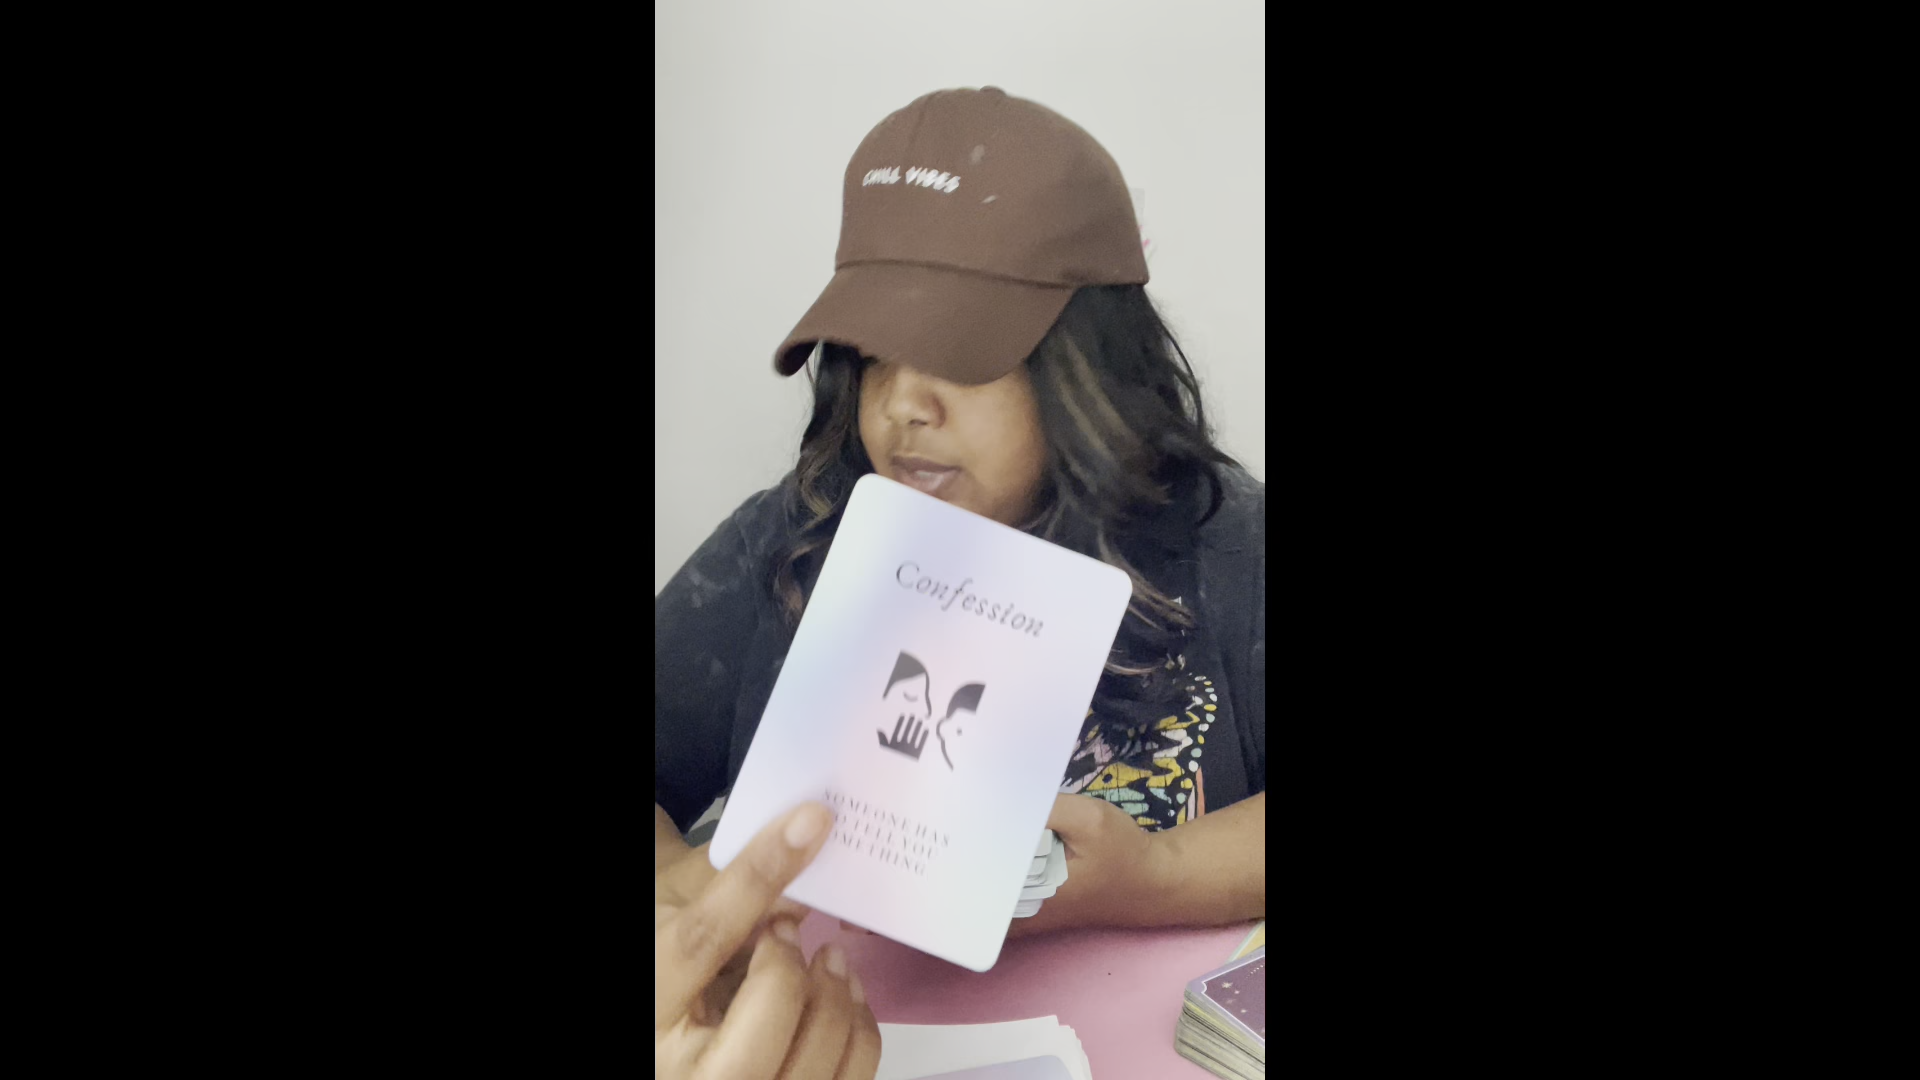 CHILL VIBES
Confession
SOMEONE HAS
TO TELL YOU
SOMETHING